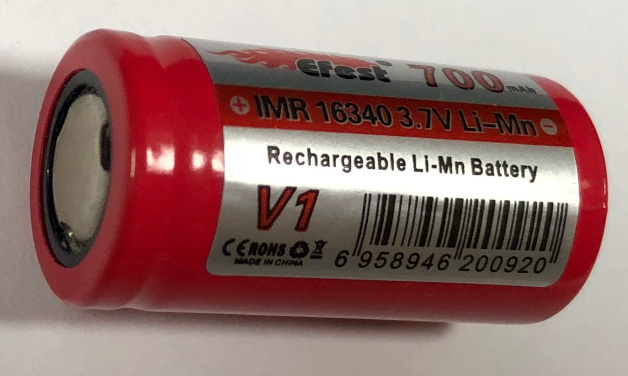 Efest® 700mAh
+ IMR 16340 3.7V Li-Mn -
Rechargeable Li-Mn Battery
V1
CE ROHS
MADE IN CHINA
6 958946 200920